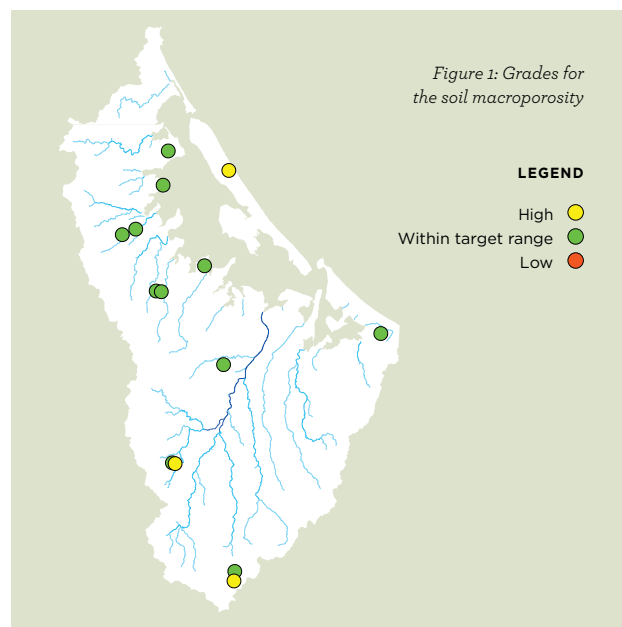 Figure 1: Grades for
the soil macroporosity
LEGEND
High
Within target range
Low